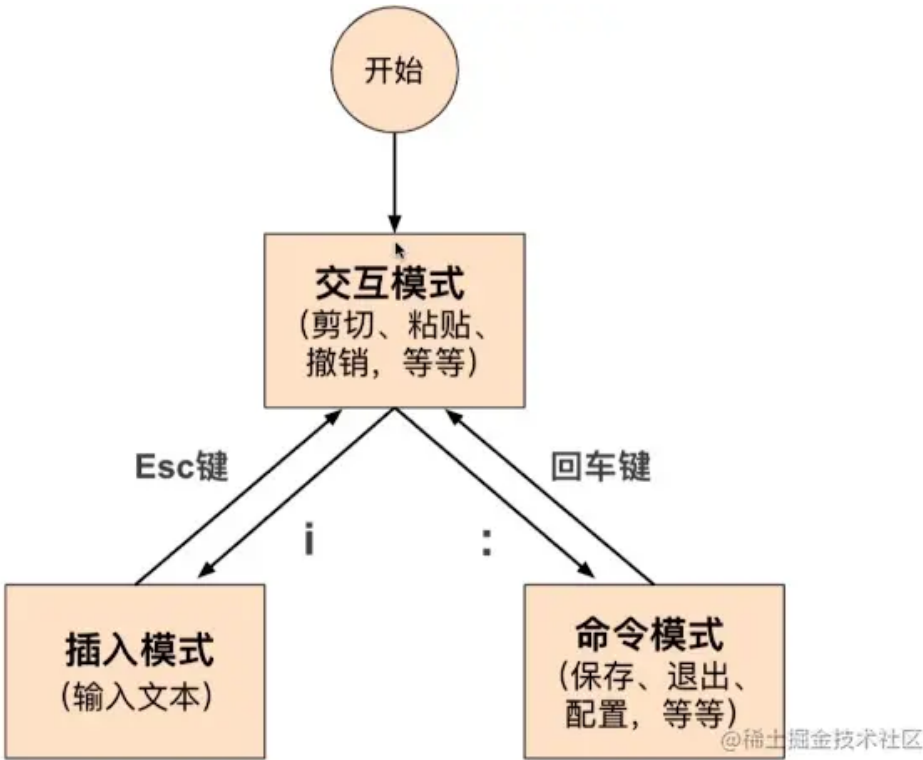 开始
交互模式
（剪切、粘贴、
撤销，等等）
Esc键
回车键
i
:
插入模式
（输入文本）
命令模式
（保存、退出、
配置，等等）
@稀土掘金技术社区